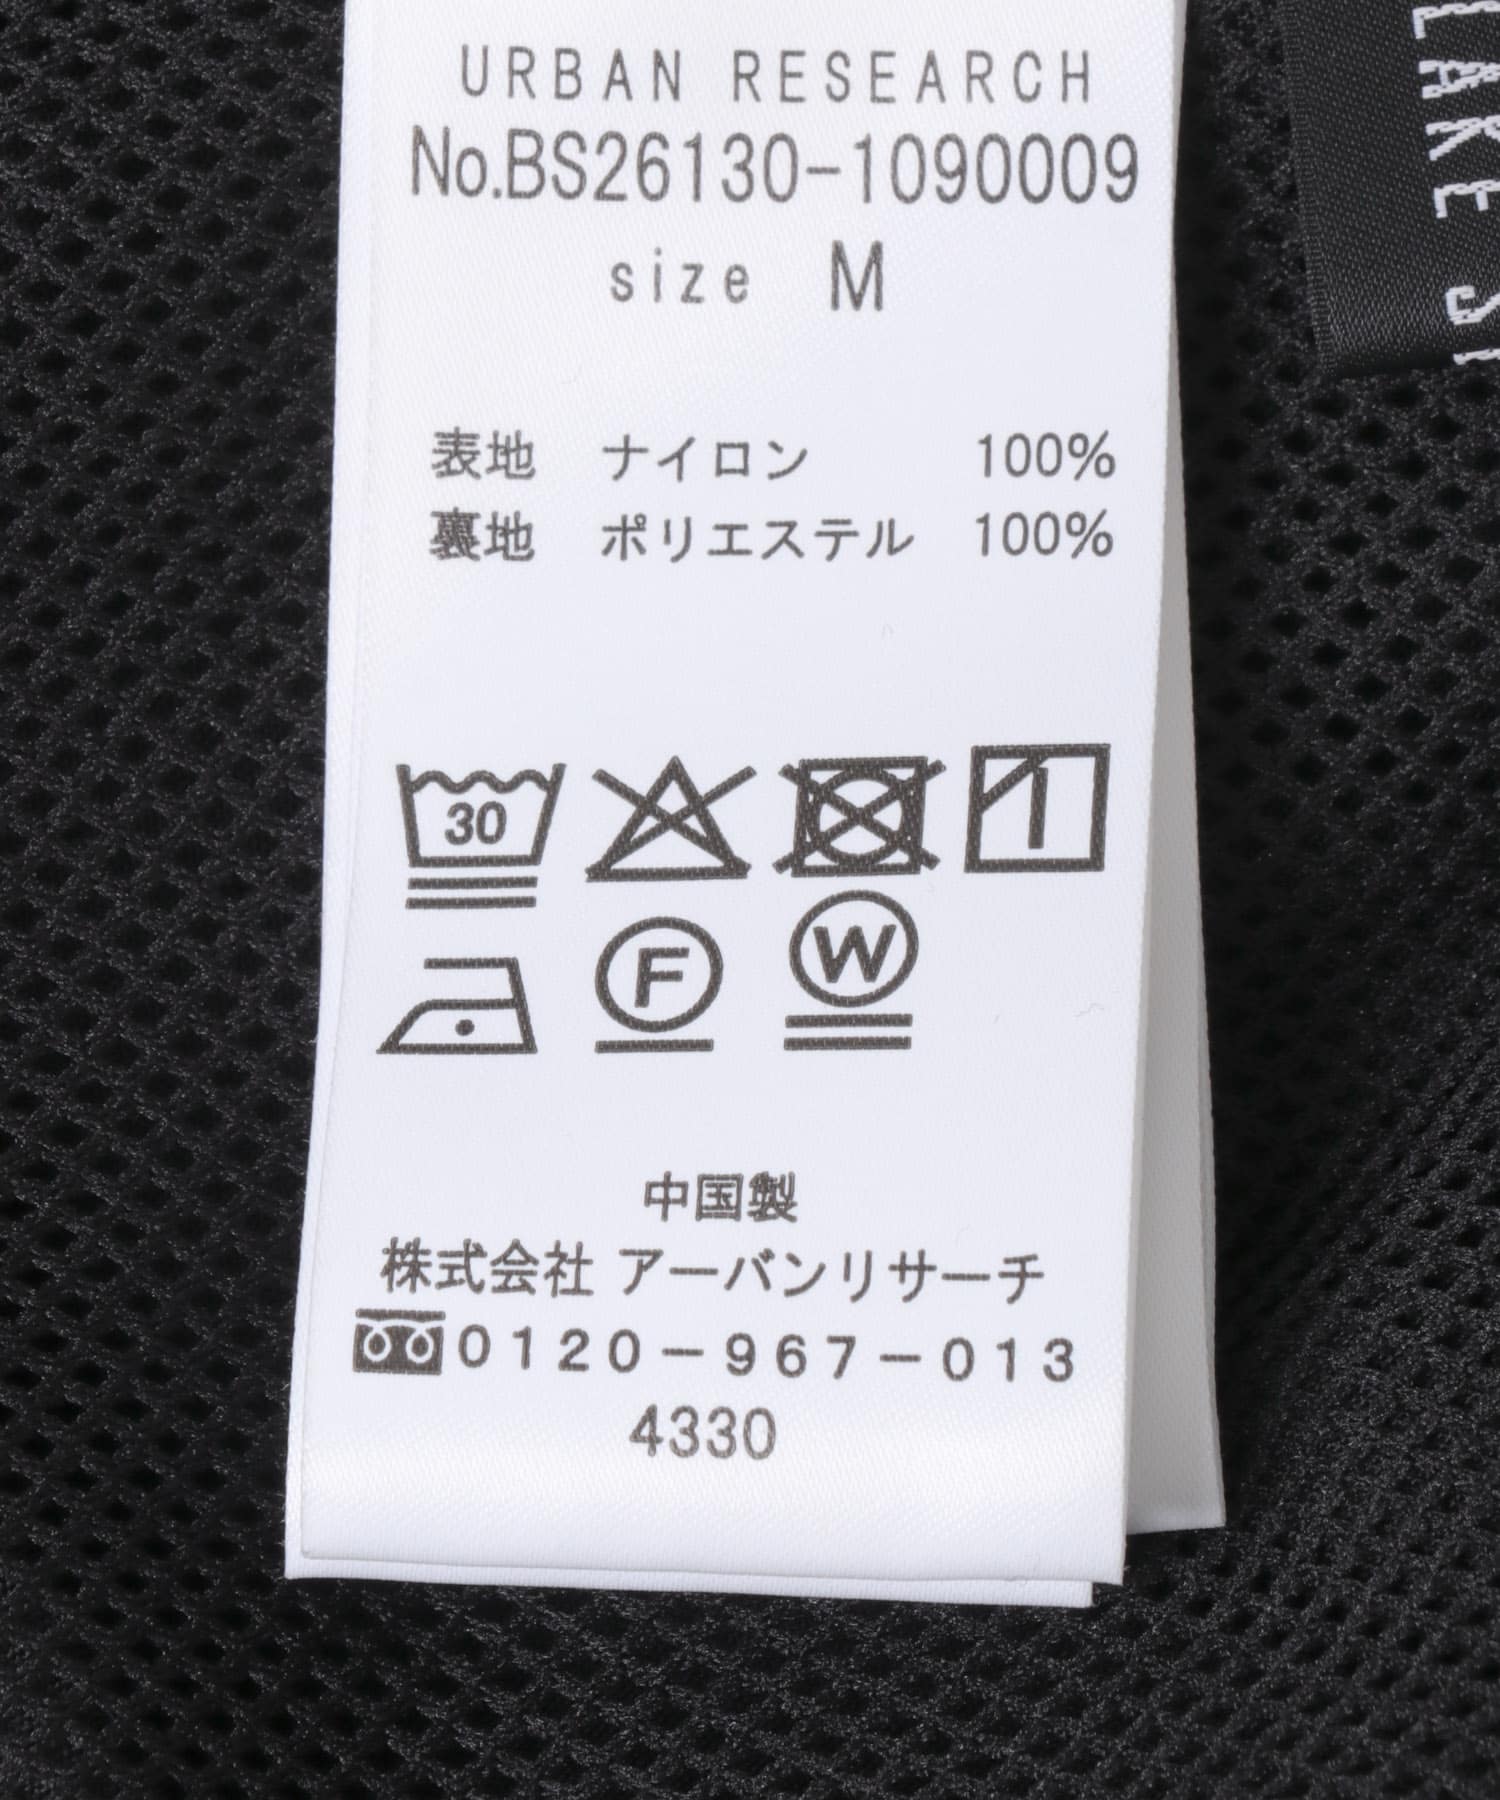 URBAN RESEARCH
No.BS26130-1090009
size M
表地 ナイロン 100%
裏地 ポリエステル 100%
30
F
W
中国製
株式会社 アーバンリサーチ
0120-967-013
4330
LAKE